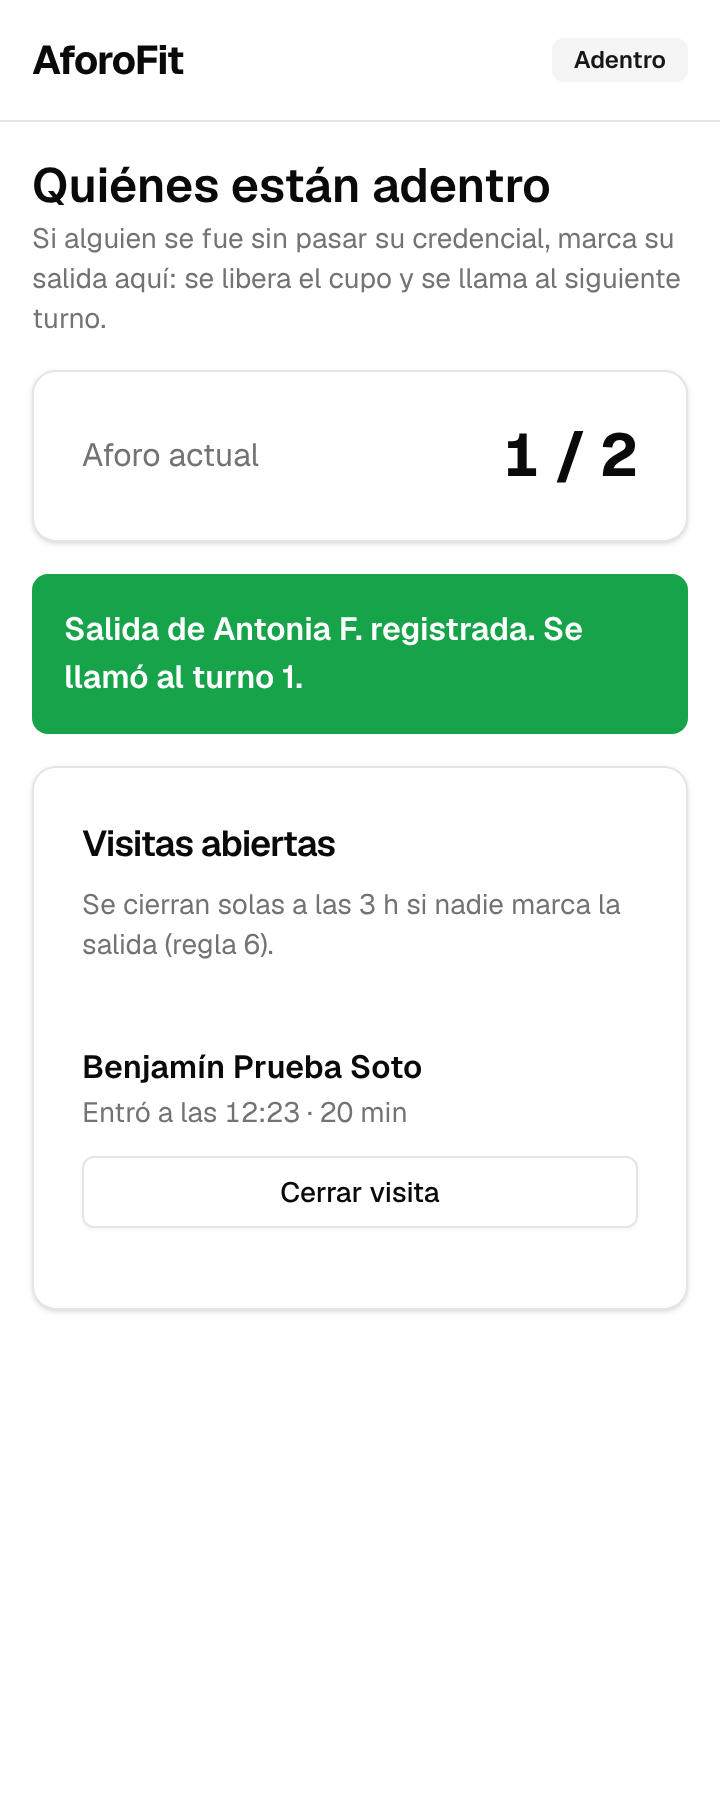 AforoFit
Adentro
Quiénes están adentro
Si alguien se fue sin pasar su credencial, marca su
salida aquí: se libera el cupo y se llama al siguiente
turno.
Aforo actual
1 / 2
Salida de Antonia F. registrada. Se
llamó al turno 1.
Visitas abiertas
Se cierran solas a las 3 h si nadie marca la
salida (regla 6).
Benjamín Prueba Soto
Entró a las 12:23 · 20 min
Cerrar visita